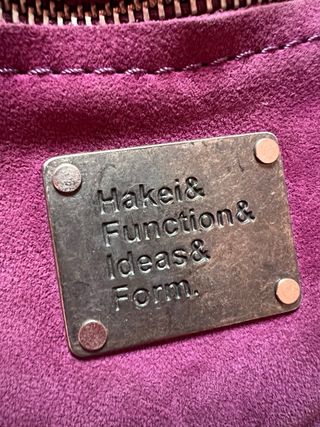 Hakei&
Function&
Ideas&
Form.